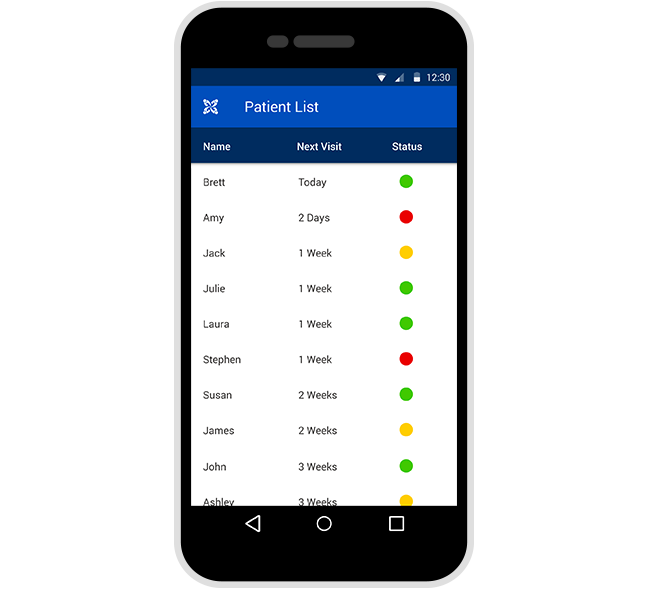 12:30
Patient List
Name Next Visit Status
Brett Today
Amy 2 Days
Jack 1 Week
Julie 1 Week
Laura 1 Week
Stephen 1 Week
Susan 2 Weeks
James 2 Weeks
John 3 Weeks
Ashley 3 Weeks